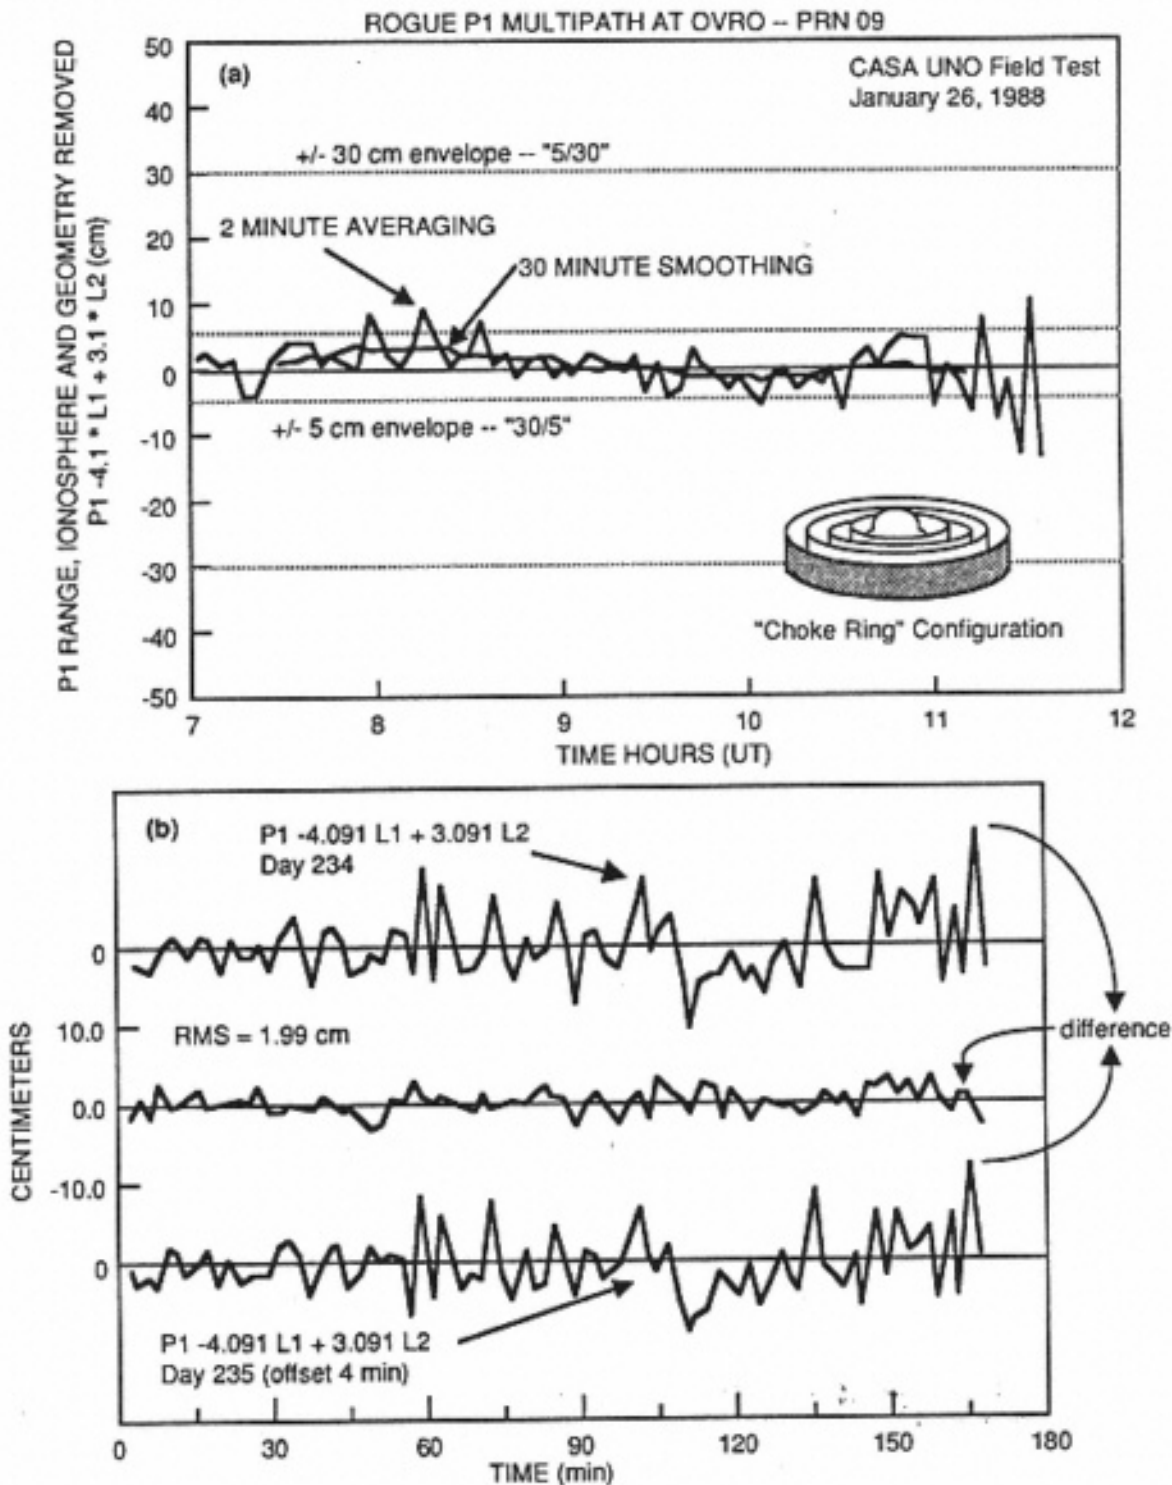 ROGUE P1 MULTIPATH AT OVRO -- PRN 09
P1 RANGE, IONOSPHERE AND GEOMETRY REMOVED
P1 -4.1 * L1 + 3.1 * L2 (cm)
(a)
CASA UNO Field Test
January 26, 1988
50
40
30
20
10
0
-10
-20
-30
-40
-50
+/- 30 cm envelope -- "5/30"
2 MINUTE AVERAGING
30 MINUTE SMOOTHING
+/- 5 cm envelope -- "30/5"
"Choke Ring" Configuration
7 8 9 10 11 12
TIME HOURS (UT)
(b)
P1 -4.091 L1 + 3.091 L2
Day 234
0
10.0
RMS = 1.99 cm
difference
0.0
-10.0
0
CENTIMETERS
P1 -4.091 L1 + 3.091 L2
Day 235 (offset 4 min)
0 30 60 90 120 150 180
TIME (min)